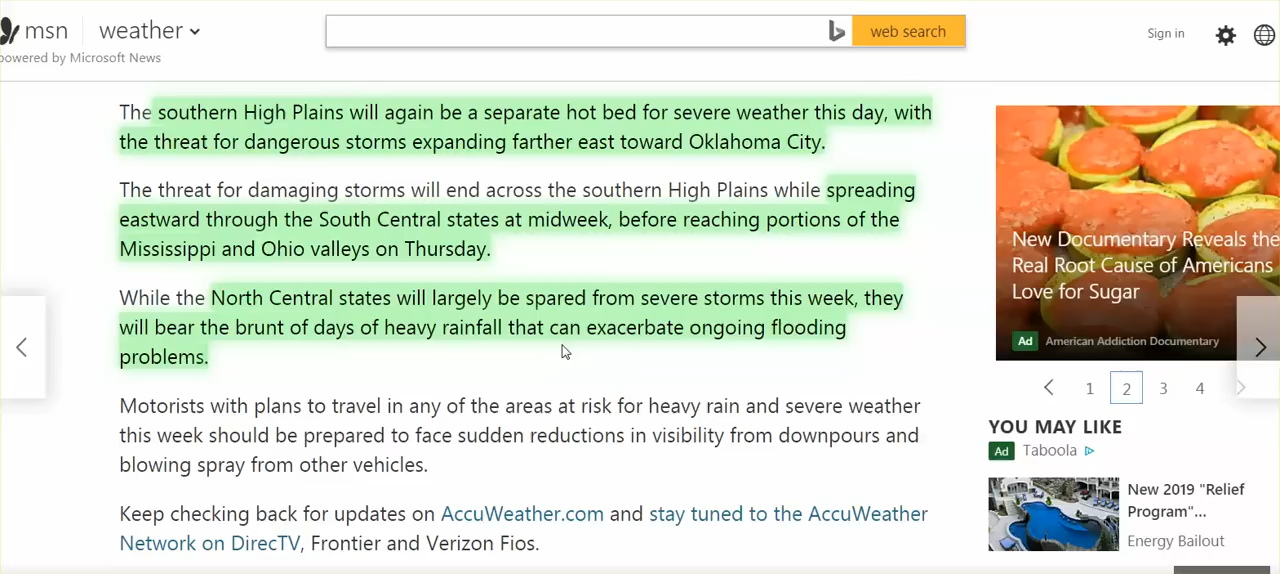 msn weather
web search
Sign in
powered by Microsoft News
The southern High Plains will again be a separate hot bed for severe weather this day, with
the threat for dangerous storms expanding farther east toward Oklahoma City.
The threat for damaging storms will end across the southern High Plains while spreading
eastward through the South Central states at midweek, before reaching portions of the
Mississippi and Ohio valleys on Thursday.
While the North Central states will largely be spared from severe storms this week, they
will bear the brunt of days of heavy rainfall that can exacerbate ongoing flooding
problems.
Motorists with plans to travel in any of the areas at risk for heavy rain and severe weather
this week should be prepared to face sudden reductions in visibility from downpours and
blowing spray from other vehicles.
Keep checking back for updates on AccuWeather.com and stay tuned to the AccuWeather
Network on DirecTV, Frontier and Verizon Fios.
New Documentary Reveals the
Real Root Cause of Americans
Love for Sugar
Ad American Addiction Documentary
1 2 3 4
YOU MAY LIKE
Ad Taboola
New 2019 "Relief
Program"...
Energy Bailout